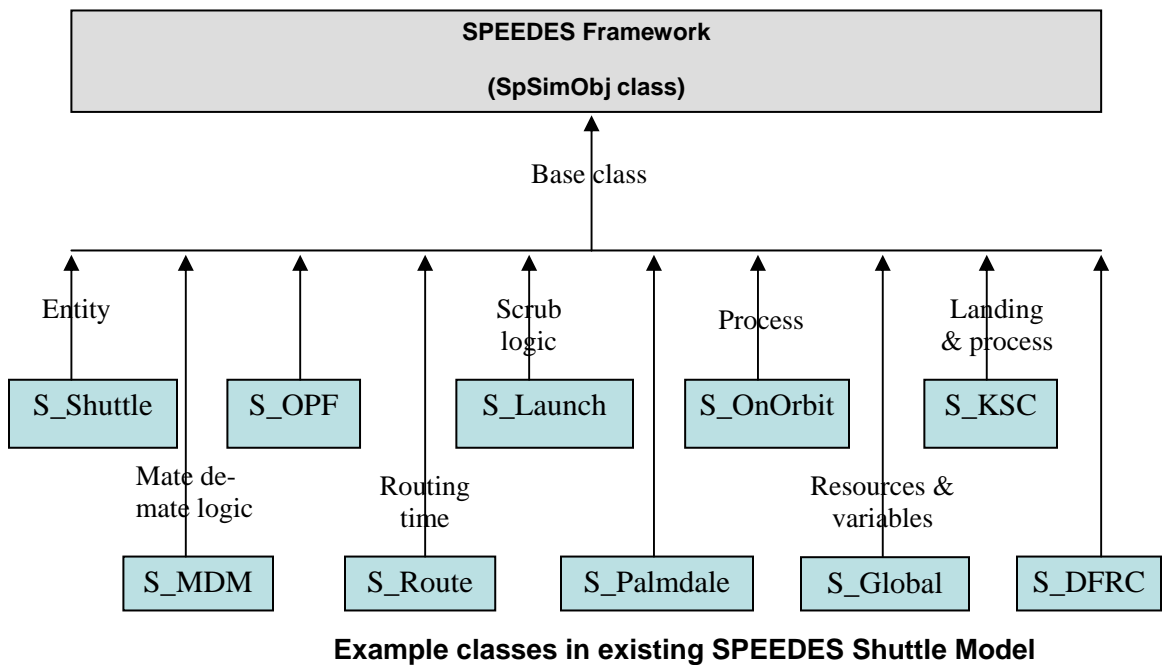 SPEEDES Framework
(SpSimObj class)
Base class
Entity
Scrub
logic
Process
Landing
& process
S_Shuttle
S_OPF
S_Launch
S_OnOrbit
S_KSC
Mate de-
mate logic
Routing
time
Resources &
variables
S_MDM
S_Route
S_Palmdale
S_Global
S_DFRC
Example classes in existing SPEEDES Shuttle Model